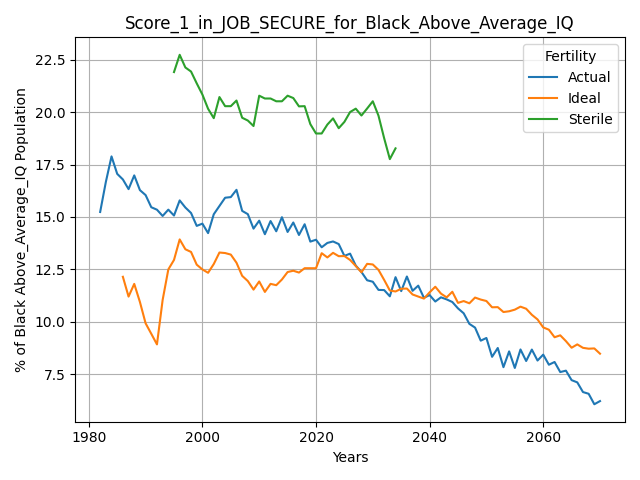 Score_1_in_JOB_SECURE_for_Black_Above_Average_IQ
% of Black Above_Average_IQ Population
22.5
20.0
17.5
15.0
12.5
10.0
7.5
Fertility
Actual
Ideal
Sterile
1980 2000 2020 2040 2060
Years